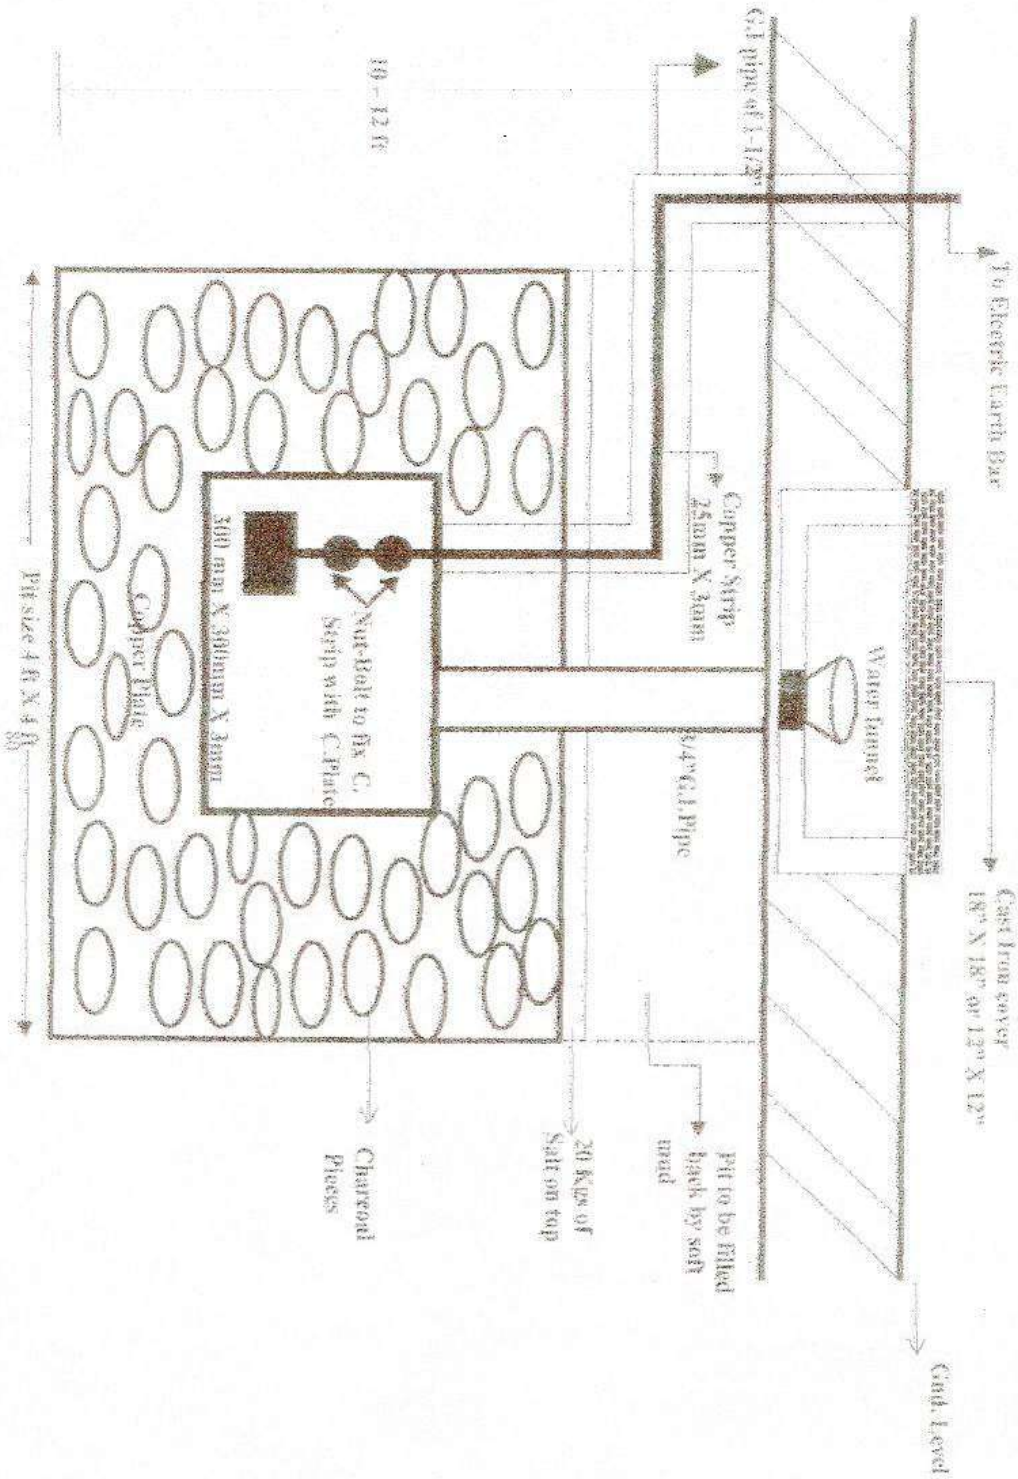 To Electric Earth Bar
Cast Iron cover
18" X 18" or 12" X 12"
Gnd. Level
Water funnel
G.I pipe of 1-1/2"
Copper Strip
25mm X 3mm
3/4" G.I Pipe
Pit to be filled
back by soft
mud
10 – 12 ft
20 Kgs of
Salt on top
Nut-Bolt to fix C.
Strip with C Plate
Charcoal
Pieces
300 mm X 300mm X 3mm
Copper Plate
Pit size 4 ft X 4 ft